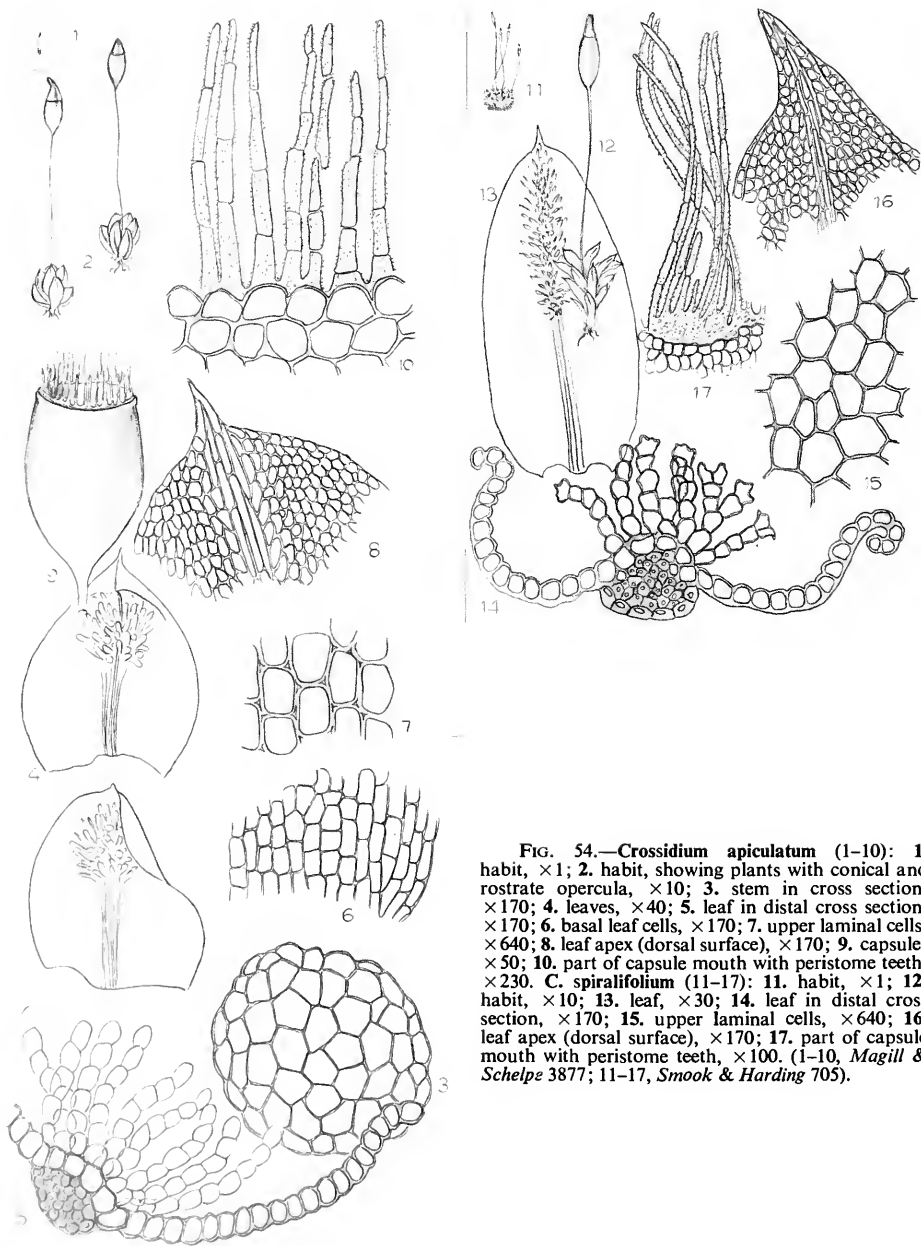 1
2
10
9
8
4
7
6
3
5
11
12
13
16
17
15
14
FIG. 54.—Crossidium apiculatum (1–10): 1
habit, ×1; 2. habit, showing plants with conical and
rostrate opercula, ×10; 3. stem in cross section
×170; 4. leaves, ×40; 5. leaf in distal cross section
×170; 6. basal leaf cells, ×170; 7. upper laminal cells
×640; 8. leaf apex (dorsal surface), ×170; 9. capsule
×50; 10. part of capsule mouth with peristome teeth
×230. C. spiralifolium (11–17): 11. habit, ×1; 12
habit, ×10; 13. leaf, ×30; 14. leaf in distal cros
section, ×170; 15. upper laminal cells, ×640; 16
leaf apex (dorsal surface), ×170; 17. part of capsul
mouth with peristome teeth, ×100. (1–10, Magill &
Schelpe 3877; 11–17, Smook & Harding 705).